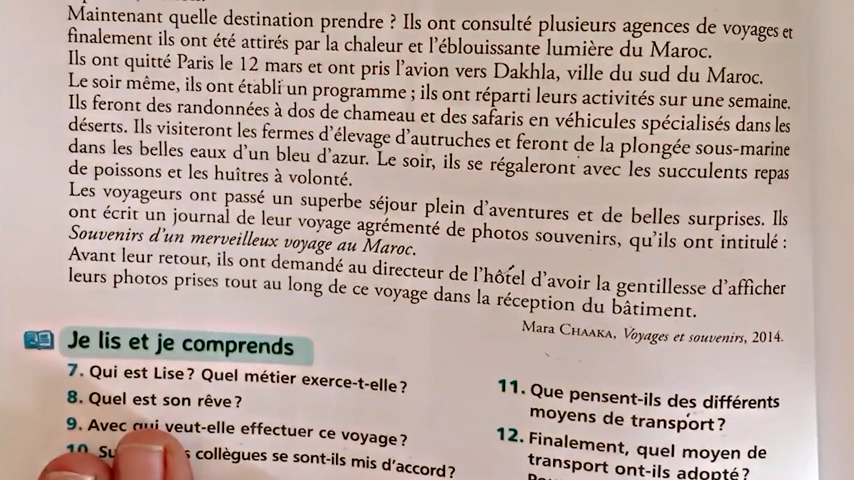 Maintenant quelle destination prendre ? Ils ont consulté plusieurs agences de voyages et
finalement ils ont été attirés par la chaleur et l'éblouissante lumière du Maroc.
Ils ont quitté Paris le 12 mars et ont pris l'avion vers Dakhla, ville du sud du Maroc.
Le soir même, ils ont établi un programme ; ils ont réparti leurs activités sur une semaine.
Ils feront des randonnées à dos de chameau et des safaris en véhicules spécialisés dans les
déserts. Ils visiteront les fermes d'élevage d'autruches et feront de la plongée sous-marine
dans les belles eaux d'un bleu d'azur. Le soir, ils se régaleront avec les succulents repas
de poissons et les huîtres à volonté.
Les voyageurs ont passé un superbe séjour plein d'aventures et de belles surprises. Ils
ont écrit un journal de leur voyage agrémenté de photos souvenirs, qu'ils ont intitulé :
Souvenirs d'un merveilleux voyage au Maroc.
Avant leur retour, ils ont demandé au directeur de l'hôtel d'avoir la gentillesse d'afficher
leurs photos prises tout au long de ce voyage dans la réception du bâtiment.
Mara CHAAKA, Voyages et souvenirs, 2014.
Je lis et je comprends
7. Qui est Lise ? Quel métier exerce-t-elle ?
8. Quel est son rêve ?
9. Avec qui veut-elle effectuer ce voyage ?
10. collègues se sont-ils mis d'accord ?
11. Que pensent-ils des différents
moyens de transport ?
12. Finalement, quel moyen de
transport ont-ils adopté ?